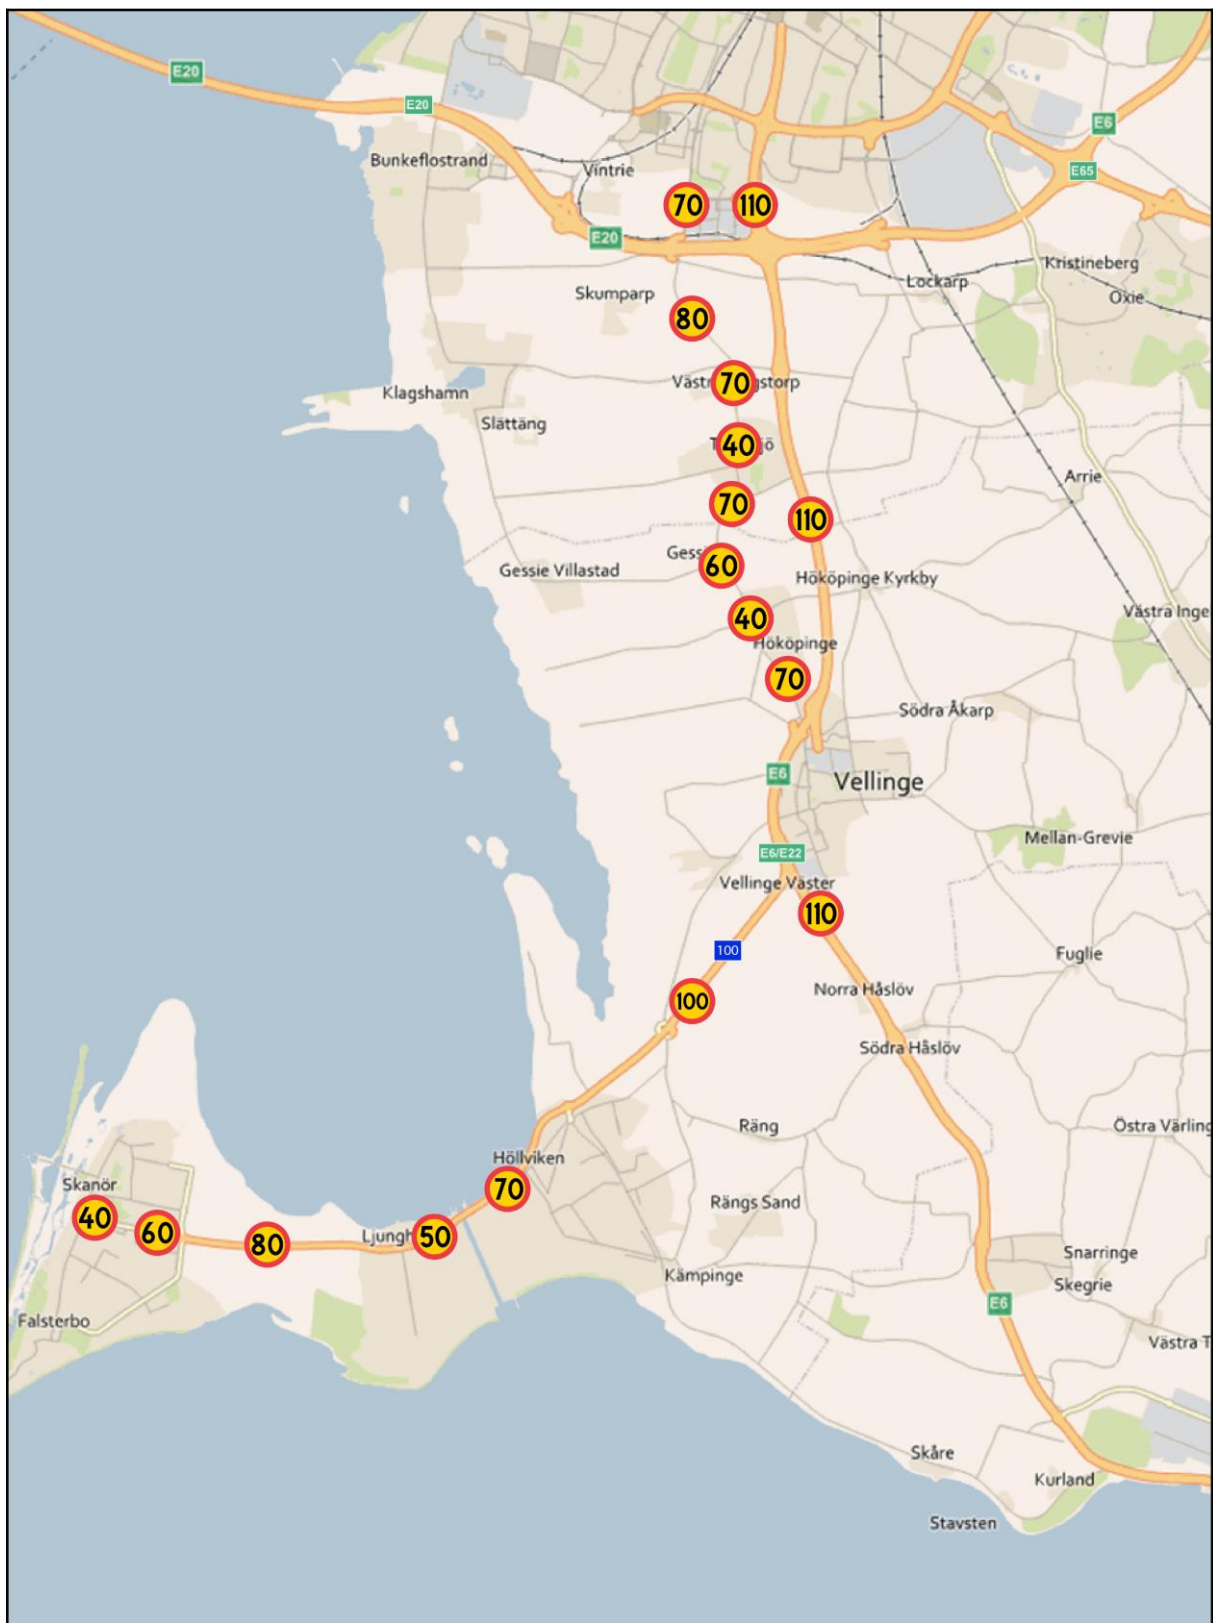 E20
E20
E6
Bunkeflostrand
Vintrie
E65
70
110
E20
Kristineberg
Lockarp
Oxie
Skumparp
80
Klagshamn
70
Slättäng
40
Arrie
70
110
Gessie Villastad
60
Hököpinge Kyrkby
Västra Inge
40
Hököpinge
70
Södra Åkarp
E6
Vellinge
Mellan-Grevie
E6/E22
Vellinge Väster
110
100
Fuglie
Norra Håslöv
100
Södra Håslöv
Räng
Östra Värling
Höllviken
Skanör
70
Rängs Sand
40
60
80
50
Snarringe
Kämpinge
Skegrie
E6
Falsterbo
Västra T
Skåre
Kurland
Stavsten